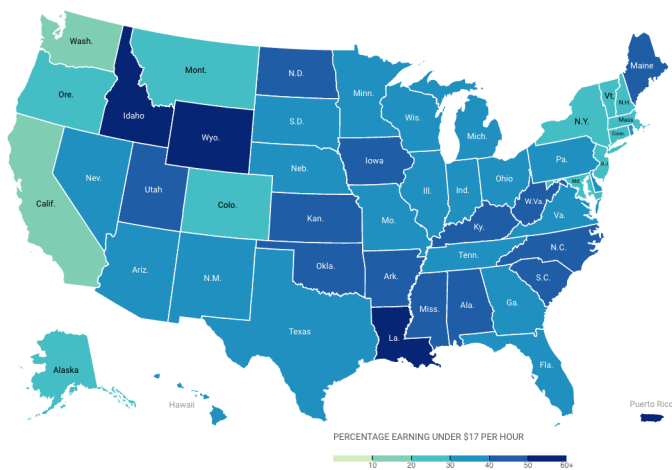 Wash.
Mont.
N.D.
Minn.
Maine
Ore.
Idaho
Wyo.
S.D.
Wis.
Mich.
N.Y.
Vt.
N.H.
Mass.
Conn.
Nev.
Utah
Colo.
Neb.
Iowa
Ill.
Ind.
Ohio
Pa.
N.J.
Md.
Calif.
Kan.
Mo.
Ky.
W.Va.
Va.
Ariz.
N.M.
Okla.
Ark.
Tenn.
N.C.
S.C.
Texas
La.
Miss.
Ala.
Ga.
Fla.
Alaska
Hawaii
Puerto Rico
PERCENTAGE EARNING UNDER $17 PER HOUR
10 20 30 40 50 60+